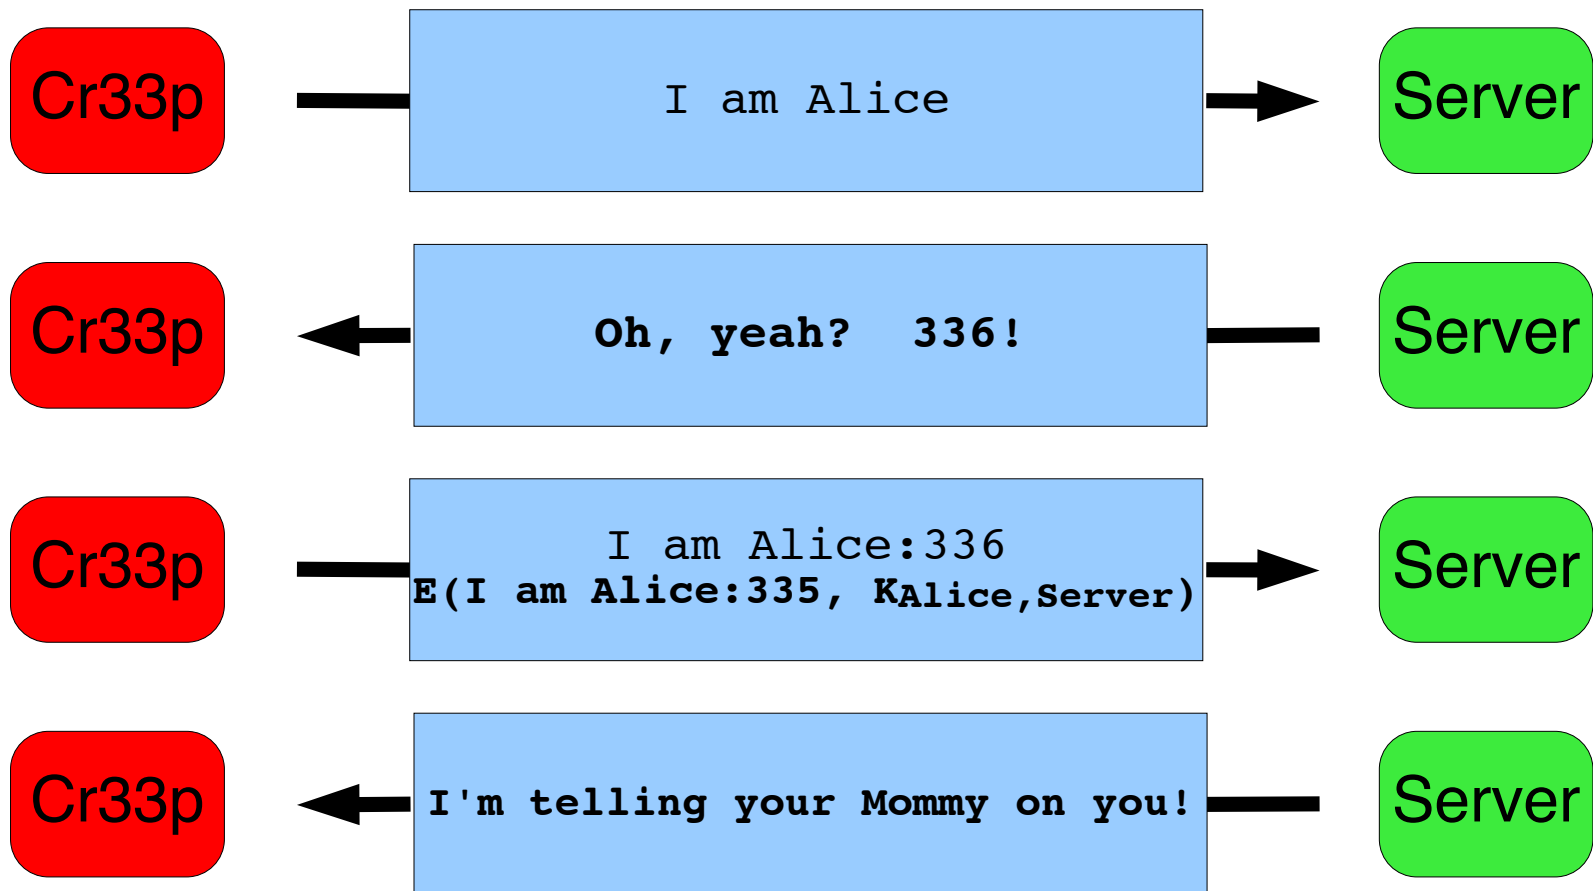 Cr33p
I am Alice
Server
Cr33p
Oh, yeah?  336!
Server
Cr33p
I am Alice:336
E(I am Alice:335, KAlice,Server)
Server
Cr33p
I'm telling your Mommy on you!
Server